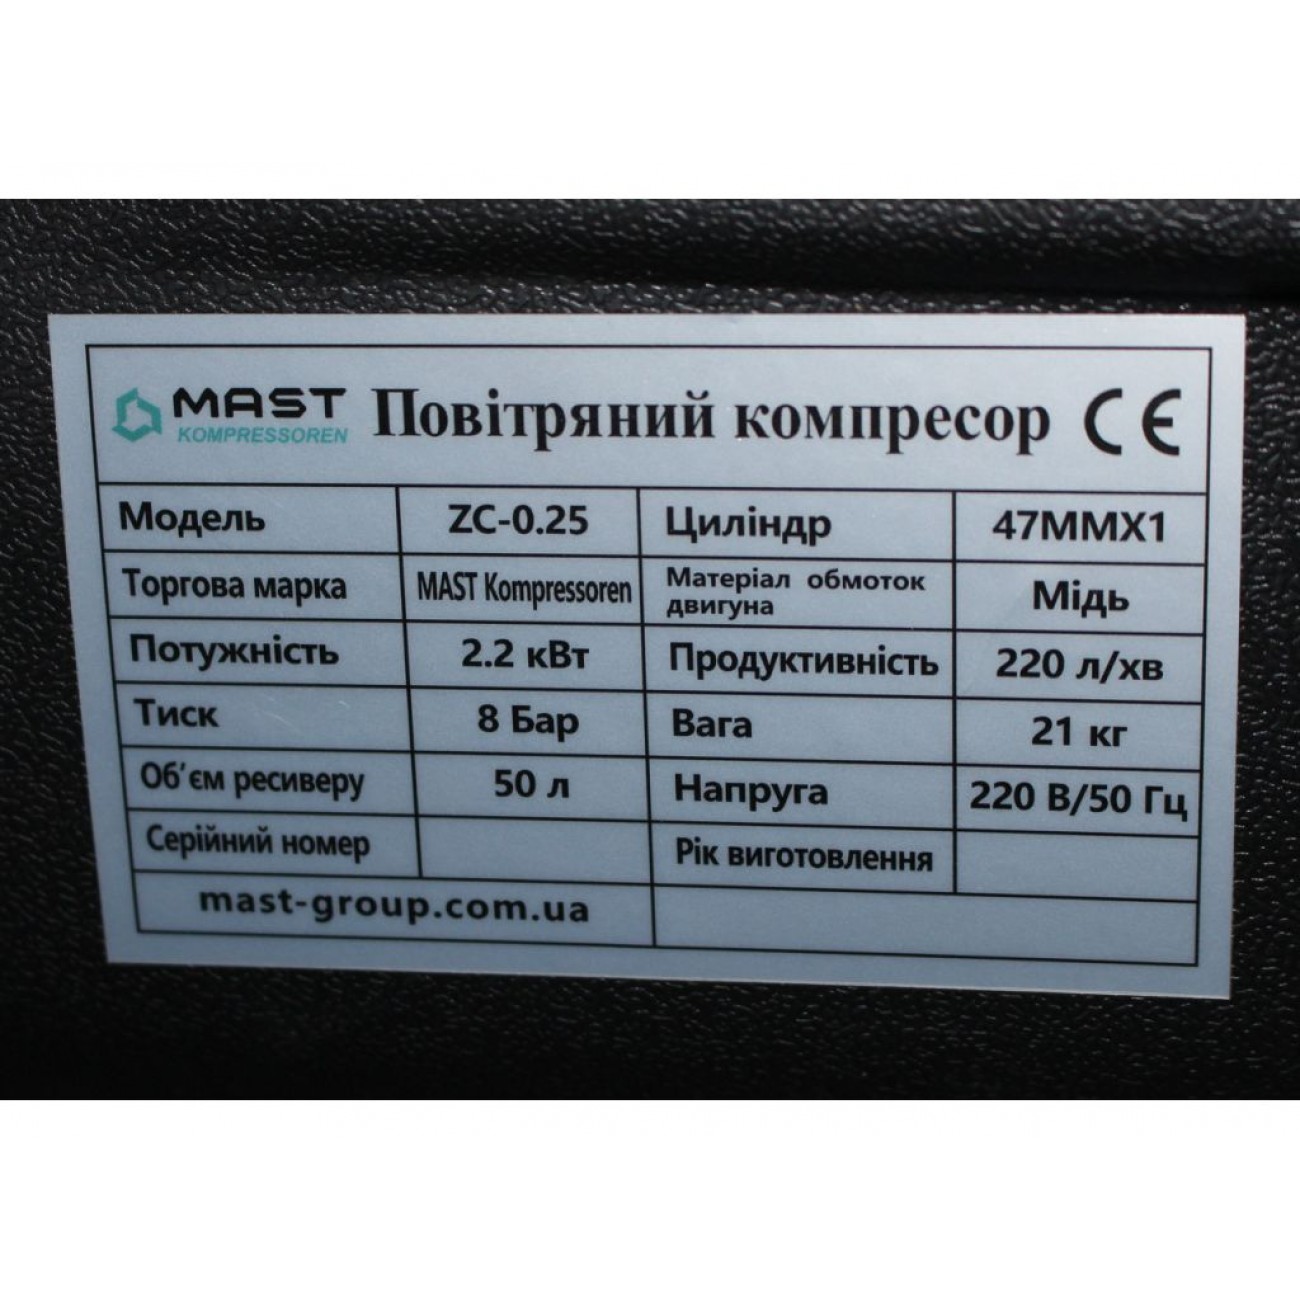 MAST
KOMPRESSOREN
Повітряний компресор CE
Модель ZC-0.25 Циліндр 47ММХ1
Торгова марка MAST Kompressoren Матеріал обмоток
двигуна Мідь
Потужність 2.2 кВт Продуктивність 220 л/хв
Тиск 8 Бар Вага 21 кг
Об'єм ресиверу 50 л Напруга 220 В/50 Гц
Серійний номер Рік виготовлення
mast-group.com.ua